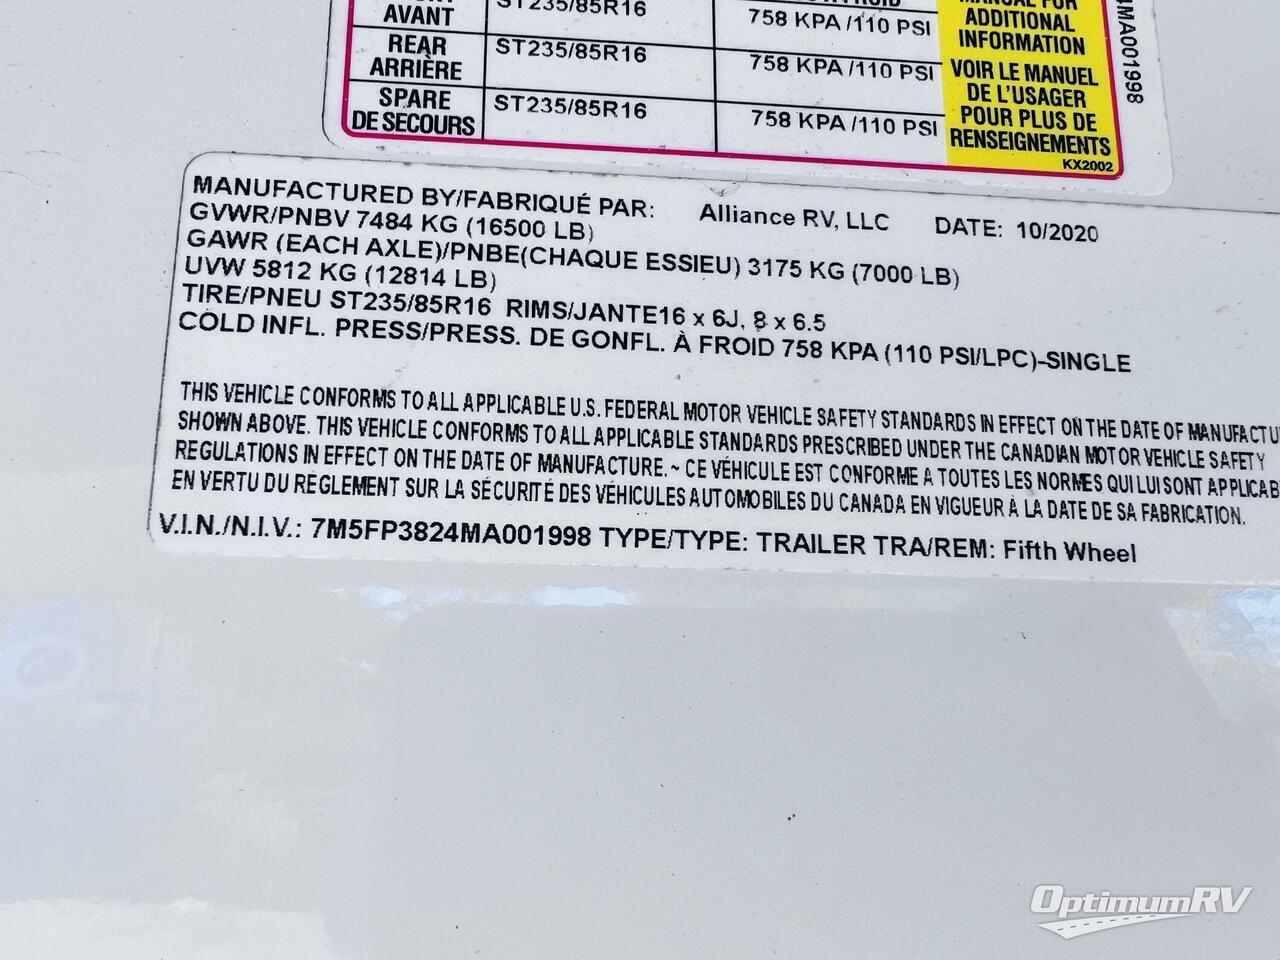 AVANT
ST235/85R16
758 KPA /110 PSI
REAR
ARRIÈRE
ST235/85R16
758 KPA /110 PSI
SPARE
DE SECOURS
ST235/85R16
758 KPA /110 PSI
MANUAL FOR
ADDITIONAL
INFORMATION
VOIR LE MANUEL
DE L'USAGER
POUR PLUS DE
RENSEIGNEMENTS
KX2002
MA001998
MANUFACTURED BY/FABRIQUÉ PAR: Alliance RV, LLC DATE: 10/2020
GVWR/PNBV 7484 KG (16500 LB)
GAWR (EACH AXLE)/PNBE(CHAQUE ESSIEU) 3175 KG (7000 LB)
UVW 5812 KG (12814 LB)
TIRE/PNEU ST235/85R16 RIMS/JANTE16 x 6J, 8 x 6.5
COLD INFL. PRESS/PRESS. DE GONFL. À FROID 758 KPA (110 PSI/LPC)-SINGLE
THIS VEHICLE CONFORMS TO ALL APPLICABLE U.S. FEDERAL MOTOR VEHICLE SAFETY STANDARDS IN EFFECT ON THE DATE OF MANUFACTU
SHOWN ABOVE. THIS VEHICLE CONFORMS TO ALL APPLICABLE STANDARDS PRESCRIBED UNDER THE CANADIAN MOTOR VEHICLE SAFETY
REGULATIONS IN EFFECT ON THE DATE OF MANUFACTURE. ~ CE VÉHICULE EST CONFORME A TOUTES LES NORMES QUI LUI SONT APPLICAB
EN VERTU DU RÈGLEMENT SUR LA SÉCURITÉ DES VÉHICULES AUTOMOBILES DU CANADA EN VIGUEUR À LA DATE DE SA FABRICATION.
V.I.N./N.I.V.: 7M5FP3824MA001998 TYPE/TYPE: TRAILER TRA/REM: Fifth Wheel
OptimumRV